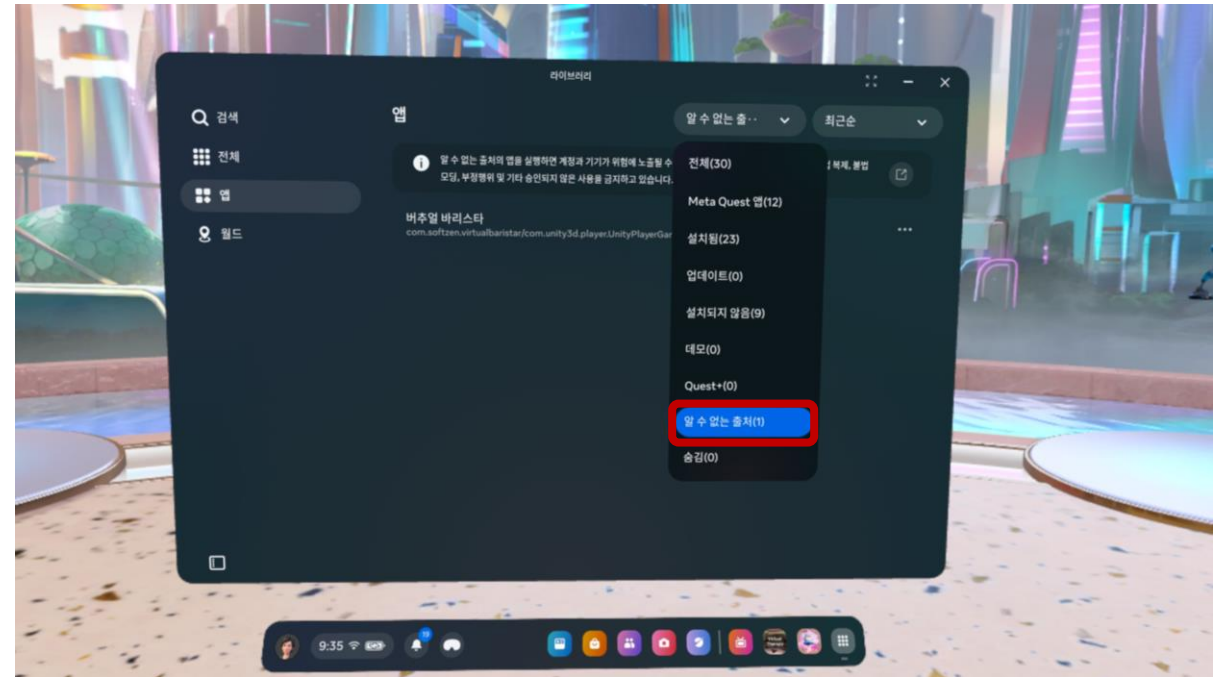 라이브러리
검색
전체
앱
월드
앱
알 수 없는 출··
최근순
알 수 없는 출처의 앱을 실행하면 계정과 기기가 위험에 노출될 수
복제, 불법
모딩, 부정행위 및 기타 승인되지 않은 사용을 금지하고 있습니다.
버추얼 바리스타
com.softzen.virtualbaristar/com.unity3d.player.UnityPlayerGar
전체(30)
Meta Quest 앱(12)
설치됨(23)
업데이트(0)
설치되지 않음(9)
데모(0)
Quest+(0)
알 수 없는 출처(1)
숨김(0)
9:35